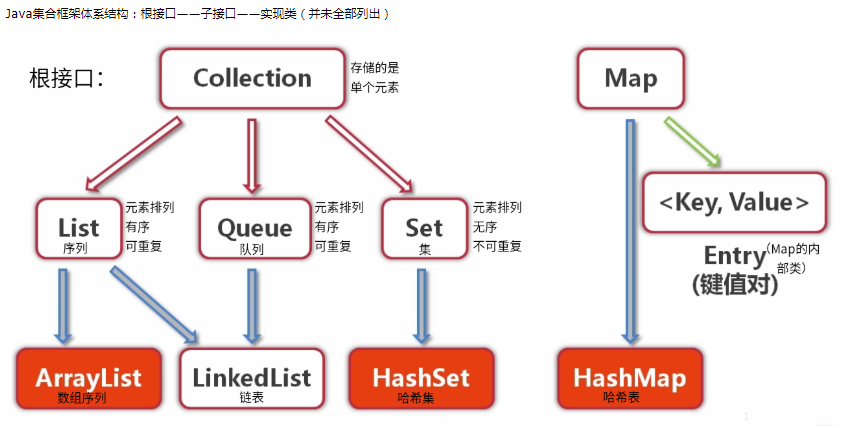 Java集合框架体系结构：根接口——子接口——实现类（并未全部列出）
根接：
Collection
存储的是
单个元素
Map
List
序列
元素排列
有序
可重复
Queue
队列
元素排列
有序
可重复
Set
集
元素排列
无序
不可重复
<Key, Value>
Entry
（Map的内
部类）
(键值对)
ArrayList
数组序列
LinkedList
链表
HashSet
哈希集
HashMap
哈希表
1